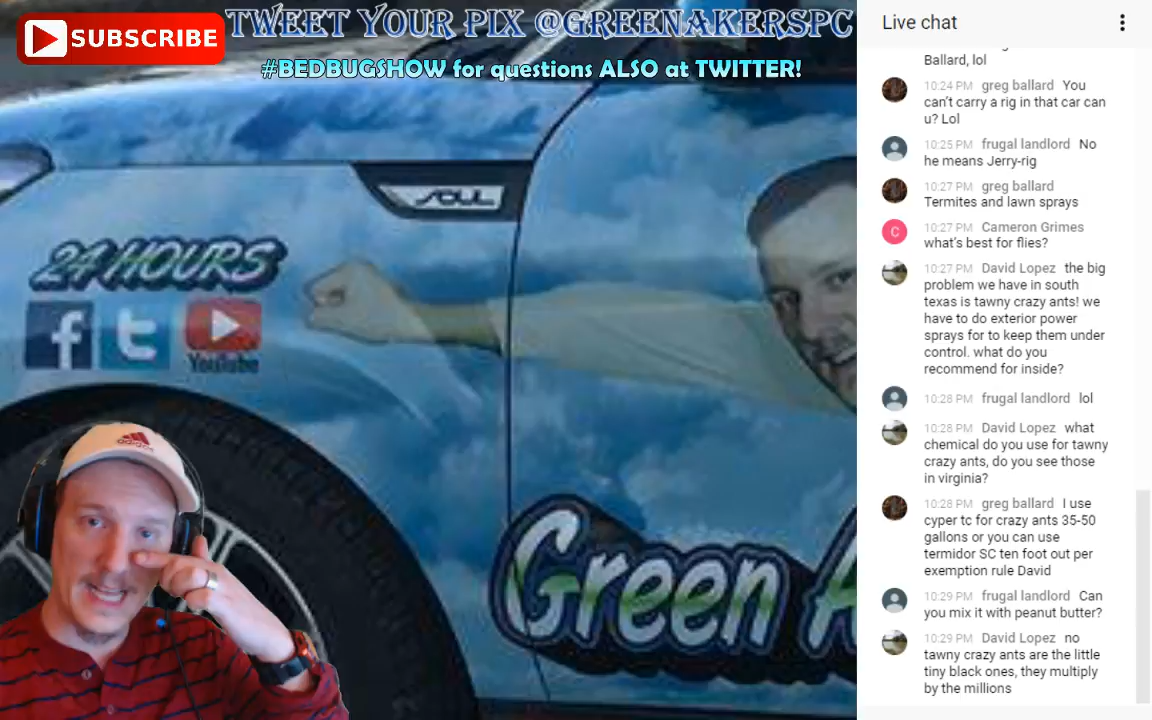 SUBSCRIBE
TWEET YOUR PIX @GREENAKERSPC
#BEDBUGSHOW for questions ALSO at TWITTER!
SOUL
24 HOURS
f t
YouTube
Green A
Live chat
Ballard, lol
10:24 PM greg ballard You
can't carry a rig in that car can
u? Lol
10:25 PM frugal landlord No
he means Jerry-rig
10:27 PM greg ballard
Termites and lawn sprays
C
10:27 PM Cameron Grimes
what's best for flies?
10:27 PM David Lopez the big
problem we have in south
texas is tawny crazy ants! we
have to do exterior power
sprays for to keep them under
control. what do you
recommend for inside?
10:28 PM frugal landlord lol
10:28 PM David Lopez what
chemical do you use for tawny
crazy ants, do you see those
in virginia?
10:28 PM greg ballard I use
cyper tc for crazy ants 35-50
gallons or you can use
termidor SC ten foot out per
exemption rule David
10:29 PM frugal landlord Can
you mix it with peanut butter?
10:29 PM David Lopez no
tawny crazy ants are the little
tiny black ones, they multiply
by the millions